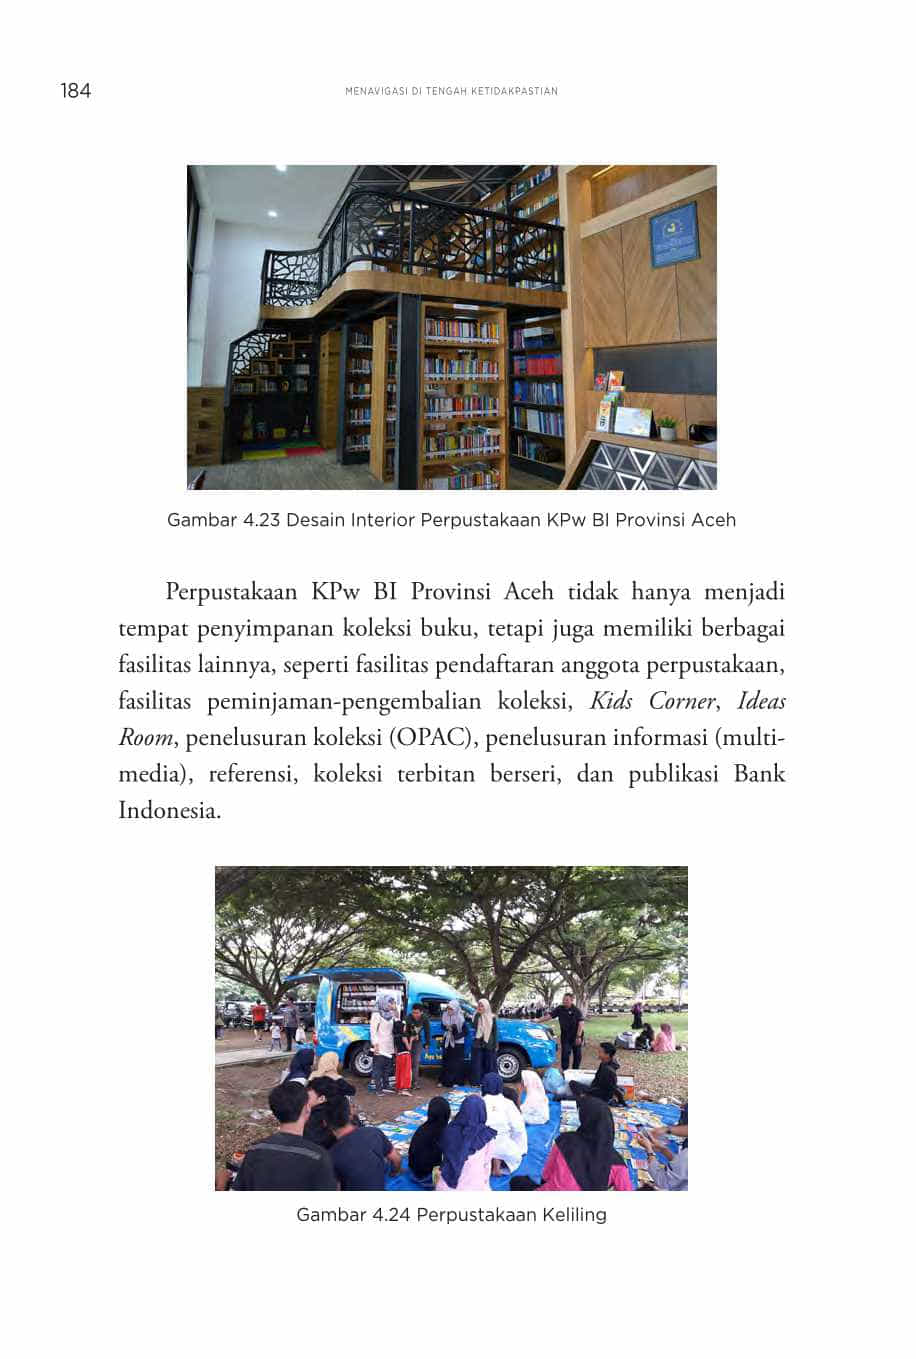 184
MENAVIGASI DI TENGAH KETIDAKPASTIAN
Gambar 4.23 Desain Interior Perpustakaan KPw BI Provinsi Aceh
Perpustakaan KPw BI Provinsi Aceh tidak hanya menjadi
tempat penyimpanan koleksi buku, tetapi juga memiliki berbagai
fasilitas lainnya, seperti fasilitas pendaftaran anggota perpustakaan,
fasilitas peminjaman-pengembalian koleksi, Kids Corner, Ideas
Room, penelusuran koleksi (OPAC), penelusuran informasi (multi-
media), referensi, koleksi terbitan berseri, dan publikasi Bank
Indonesia.
Gambar 4.24 Perpustakaan Keliling